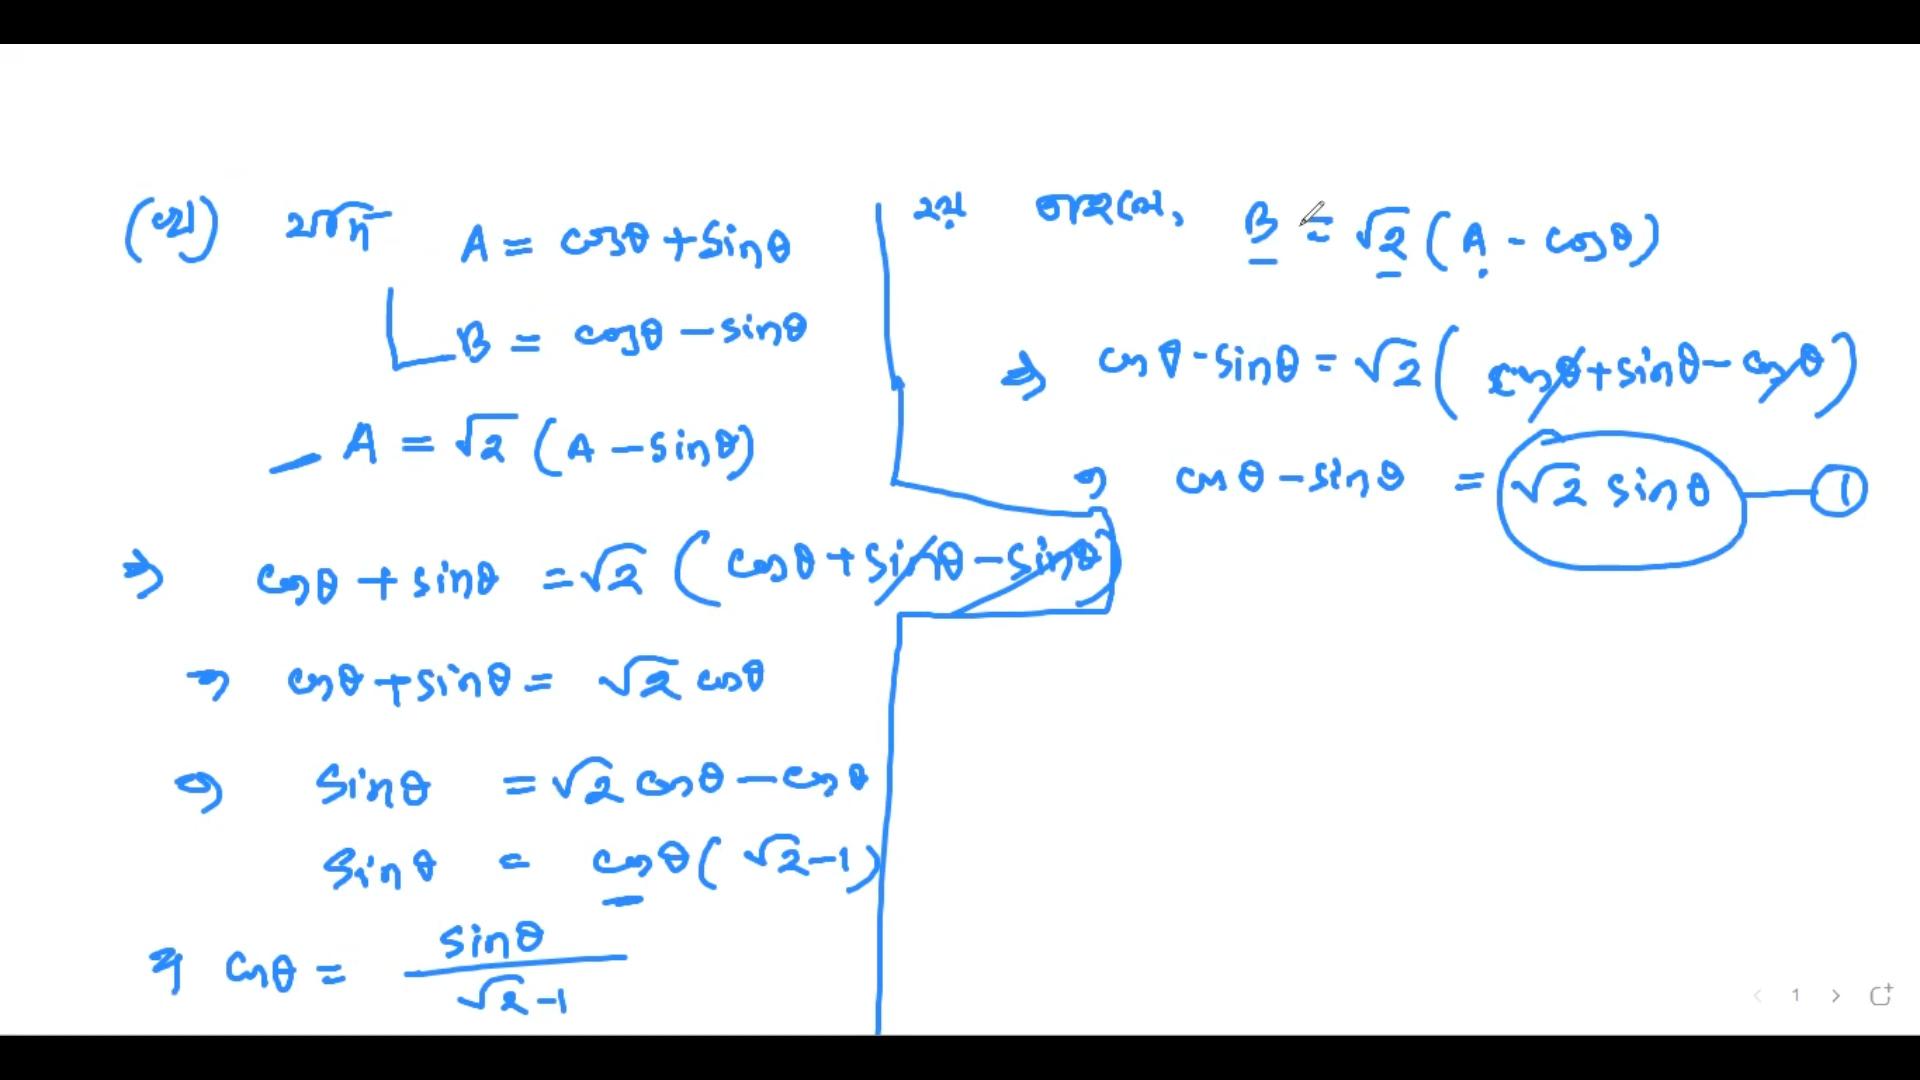 A = cosθ + sinθ
B = cosθ - sinθ
A = √2 (A - sinθ)
⇒ cosθ + sinθ = √2 (cosθ + sinθ - sinθ)
⇒ cosθ + sinθ = √2 cosθ
⇒ sinθ = √2 cosθ - cosθ
sinθ = cosθ (√2 - 1)
cosθ = sinθ / √2 - 1
B = √2 (A - cosθ)
⇒ cosθ - sinθ = √2 (cosθ + sinθ - cosθ)
⇒ cosθ - sinθ = √2 sinθ — ①
1